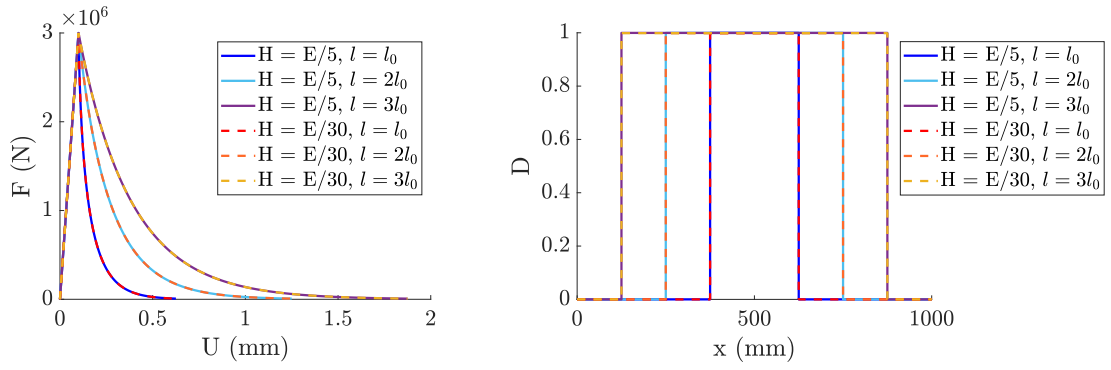 ×10⁶
3
2
1
0
F (N)
0
0.5
1
1.5
2
U (mm)
H = E/5, l = l₀
H = E/5, l = 2l₀
H = E/5, l = 3l₀
H = E/30, l = l₀
H = E/30, l = 2l₀
H = E/30, l = 3l₀
1
0.8
0.6
0.4
0.2
0
D
0
500
1000
x (mm)
H = E/5, l = l₀
H = E/5, l = 2l₀
H = E/5, l = 3l₀
H = E/30, l = l₀
H = E/30, l = 2l₀
H = E/30, l = 3l₀